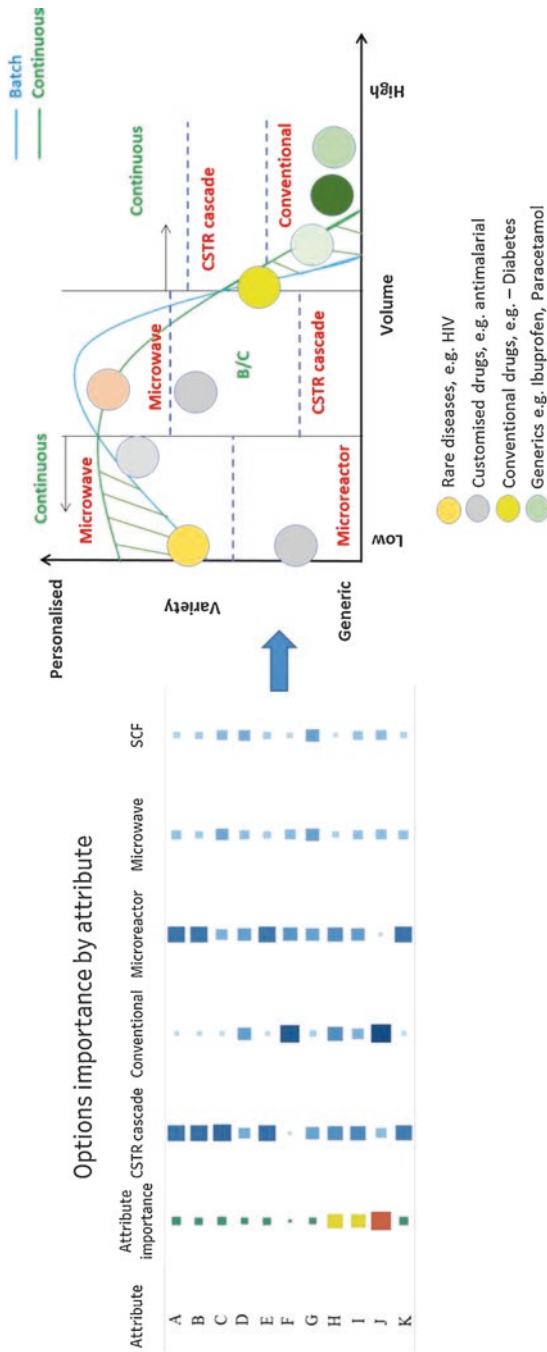 Options importance by attribute
Attribute
Attribute importance
CSTR cascade
Conventional
Microreactor
Microwave
SCF
A
B
C
D
E
F
G
H
I
J
K
Batch
Continuous
Personalised
Variety
Generic
Continuous
Microwave
Microreactor
Microwave
B/C
CSTR cascade
Continuous
CSTR cascade
Conventional
Low
Volume
High
Rare diseases, e.g. HIV
Customised drugs, e.g. antimalarial
Conventional drugs, e.g. – Diabetes
Generics e.g. Ibuprofen, Paracetamol